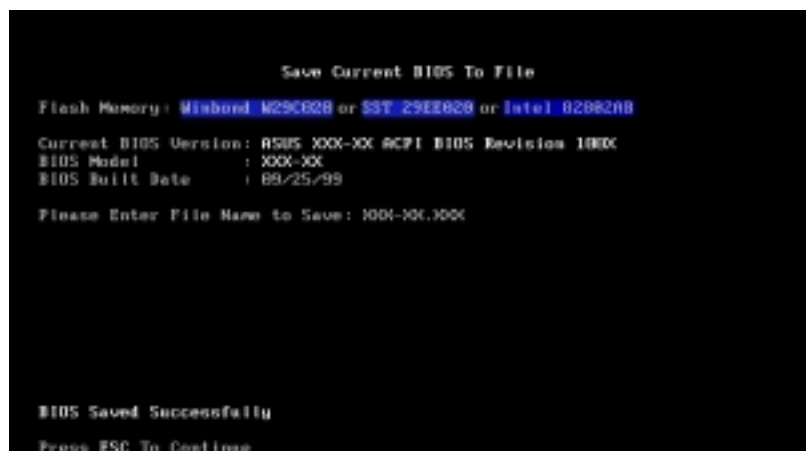 Save Current BIOS To File
Flash Memory: Winbond W29C020 or SST 29EE020 or Intel 82802AB
Current BIOS Version: ASUS XXX-XX ACPI BIOS Revision 100X
BIOS Model : XXX-XX
BIOS Built Date : 09/25/99
Please Enter File Name to Save: XXX-XX.XXX
BIOS Saved Successfully
Press ESC To Continue